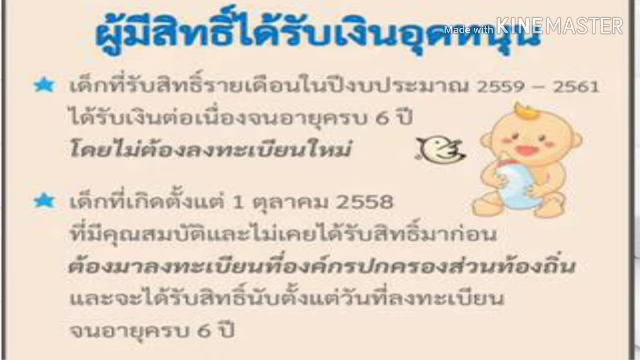 ผู้มีสิทธิ์ได้รับเงินอุดหนุน
Made with KINEMASTER
เด็กที่รับสิทธิ์รายเดือนในปีงบประมาณ 2559 – 2561
ได้รับเงินต่อเนื่องจนอายุครบ 6 ปี
โดยไม่ต้องลงทะเบียนใหม่
เด็กที่เกิดตั้งแต่ 1 ตุลาคม 2558
ที่มีคุณสมบัติและไม่เคยได้รับสิทธิ์มาก่อน
ต้องมาลงทะเบียนที่องค์กรปกครองส่วนท้องถิ่น
และจะได้รับสิทธิ์นับตั้งแต่วันที่ลงทะเบียน
จนอายุครบ 6 ปี